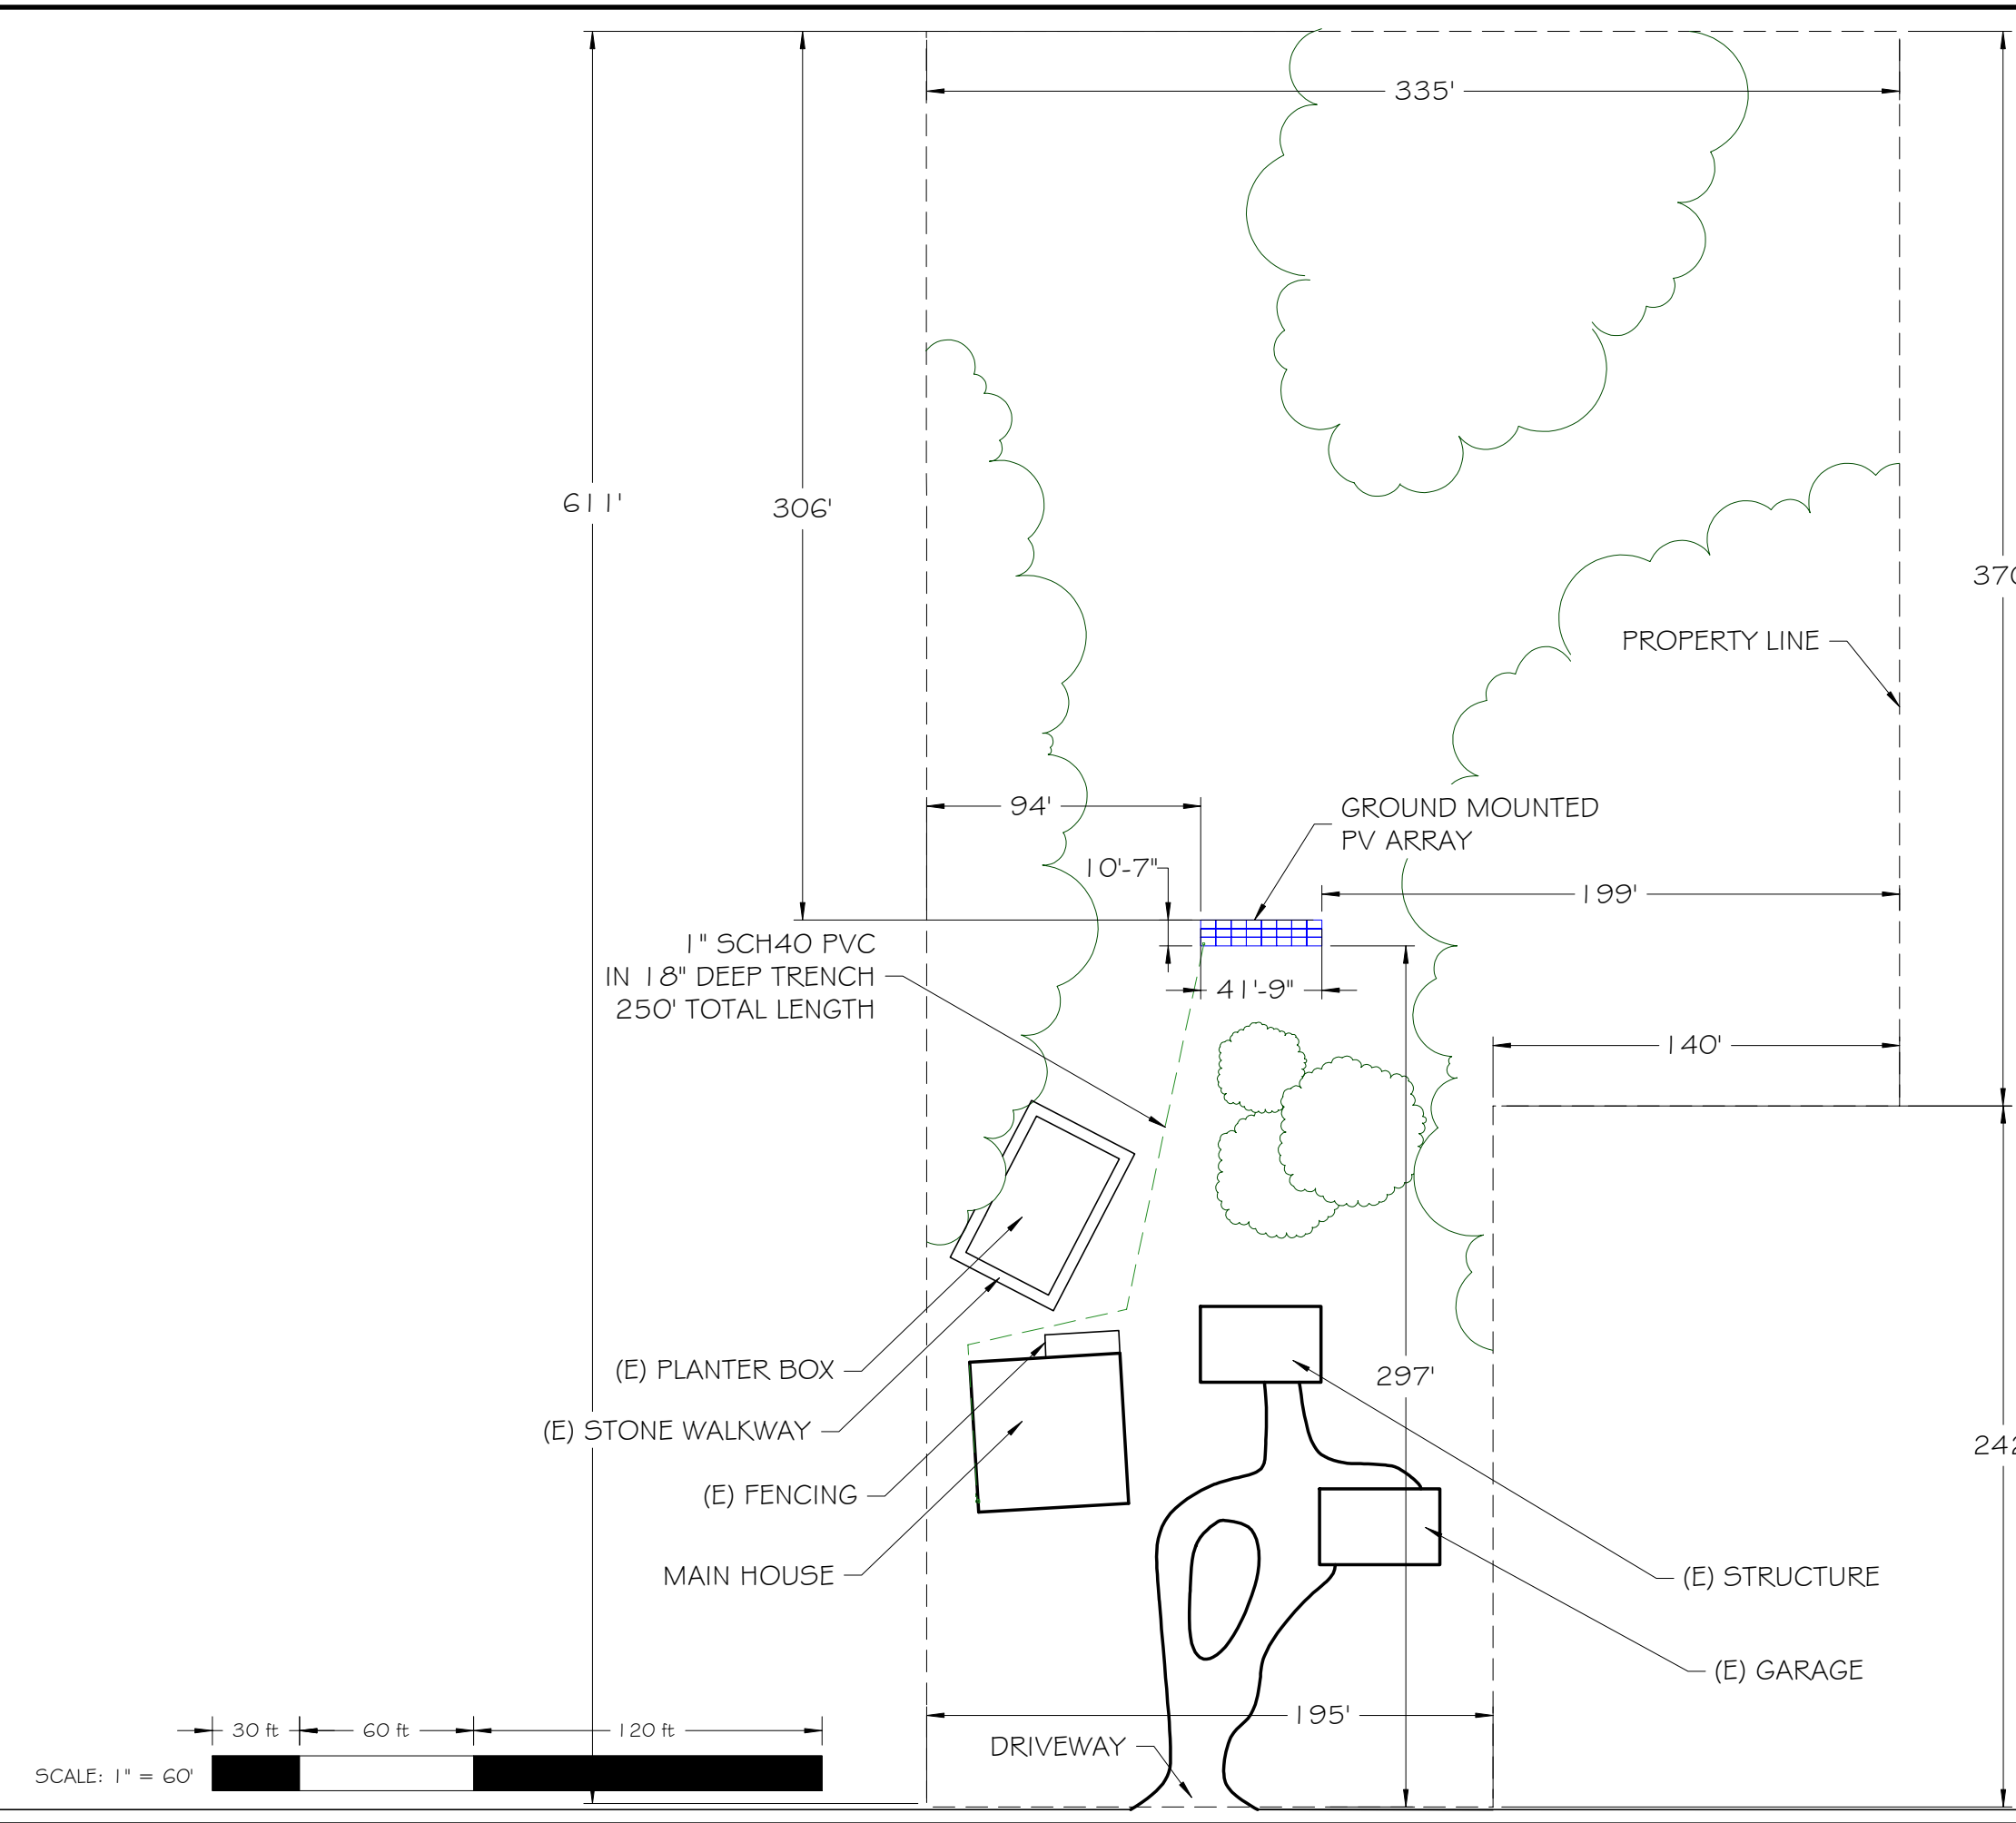 335'
611'
306'
370
PROPERTY LINE
94'
GROUND MOUNTED
PV ARRAY
10'-7"
199'
1" SCH40 PVC
IN 18" DEEP TRENCH
250' TOTAL LENGTH
41'-9"
140'
(E) PLANTER BOX
297'
(E) STONE WALKWAY
242
(E) FENCING
MAIN HOUSE
(E) STRUCTURE
(E) GARAGE
195'
30 ft
60 ft
120 ft
DRIVEWAY
SCALE: 1" = 60'